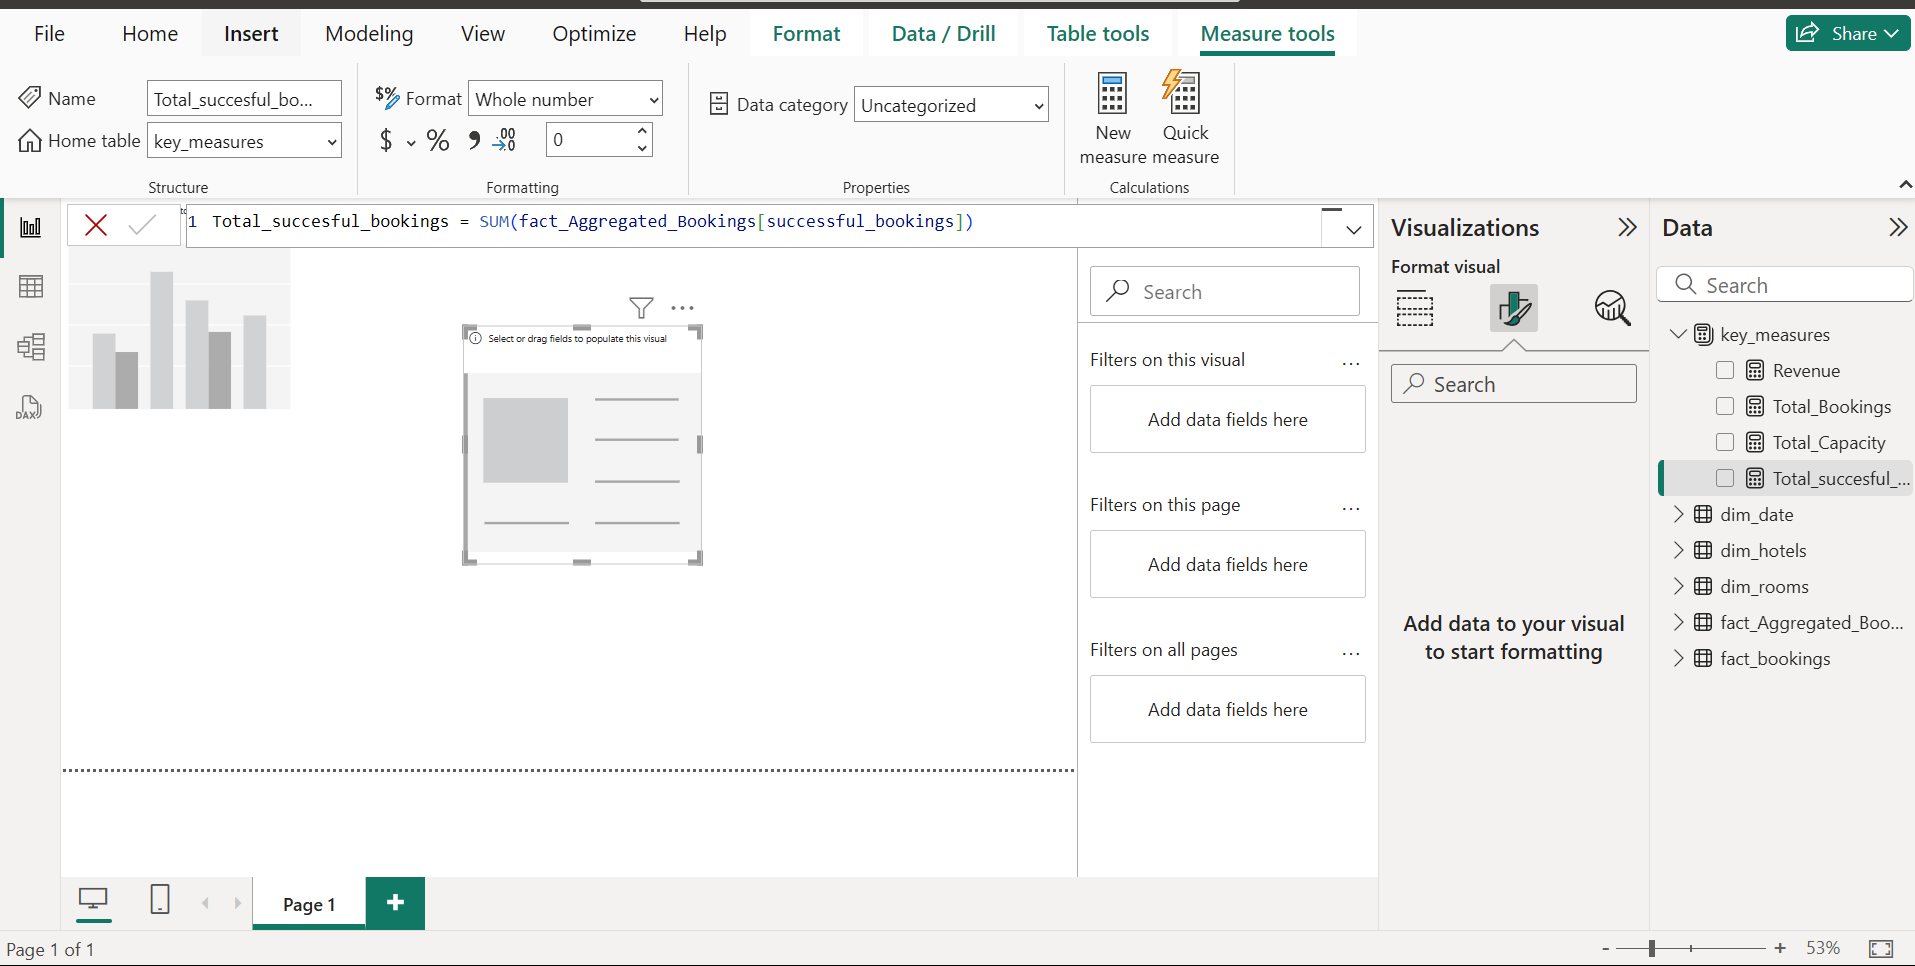 File Home Insert Modeling View Optimize Help Format Data / Drill Table tools Measure tools Share
Name Total_succesful_bo...
Home table key_measures
Structure
$% Format Whole number
$ % 9 .00 0
Formatting
Data category Uncategorized
Properties
New measure
Quick measure
Calculations
1 Total_succesful_bookings = SUM(fact_Aggregated_Bookings[successful_bookings])
Select or drag fields to populate this visual
Search
Filters on this visual ...
Add data fields here
Filters on this page ...
Add data fields here
Filters on all pages ...
Add data fields here
Visualizations
Format visual
Search
Add data to your visual
to start formatting
Data
Search
key_measures
Revenue
Total_Bookings
Total_Capacity
Total_succesful_...
dim_date
dim_hotels
dim_rooms
fact_Aggregated_Boo...
fact_bookings
DAX
Page 1 +
Page 1 of 1
- + 53%